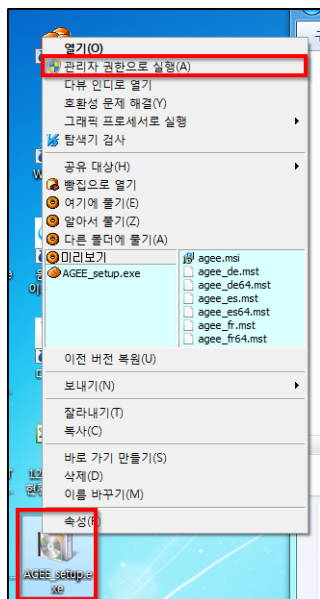 열기(O)
관리자 권한으로 실행(A)
다뷰 인디로 열기
호환성 문제 해결(Y)
그래픽 프로세서로 실행
탐색기 검사
공유 대상(H)
빵집으로 열기
여기에 풀기(E)
알아서 풀기(Z)
다른 폴더에 풀기(A)
미리보기
AGEE_setup.exe
agee.msi
agee_de.mst
agee_de64.mst
agee_es.mst
agee_es64.mst
agee_fr.mst
agee_fr64.mst
이전 버전 복원(U)
보내기(N)
잘라내기(T)
복사(C)
바로 가기 만들기(S)
삭제(D)
이름 바꾸기(M)
속성(R)
AGEE_setup.e
xe